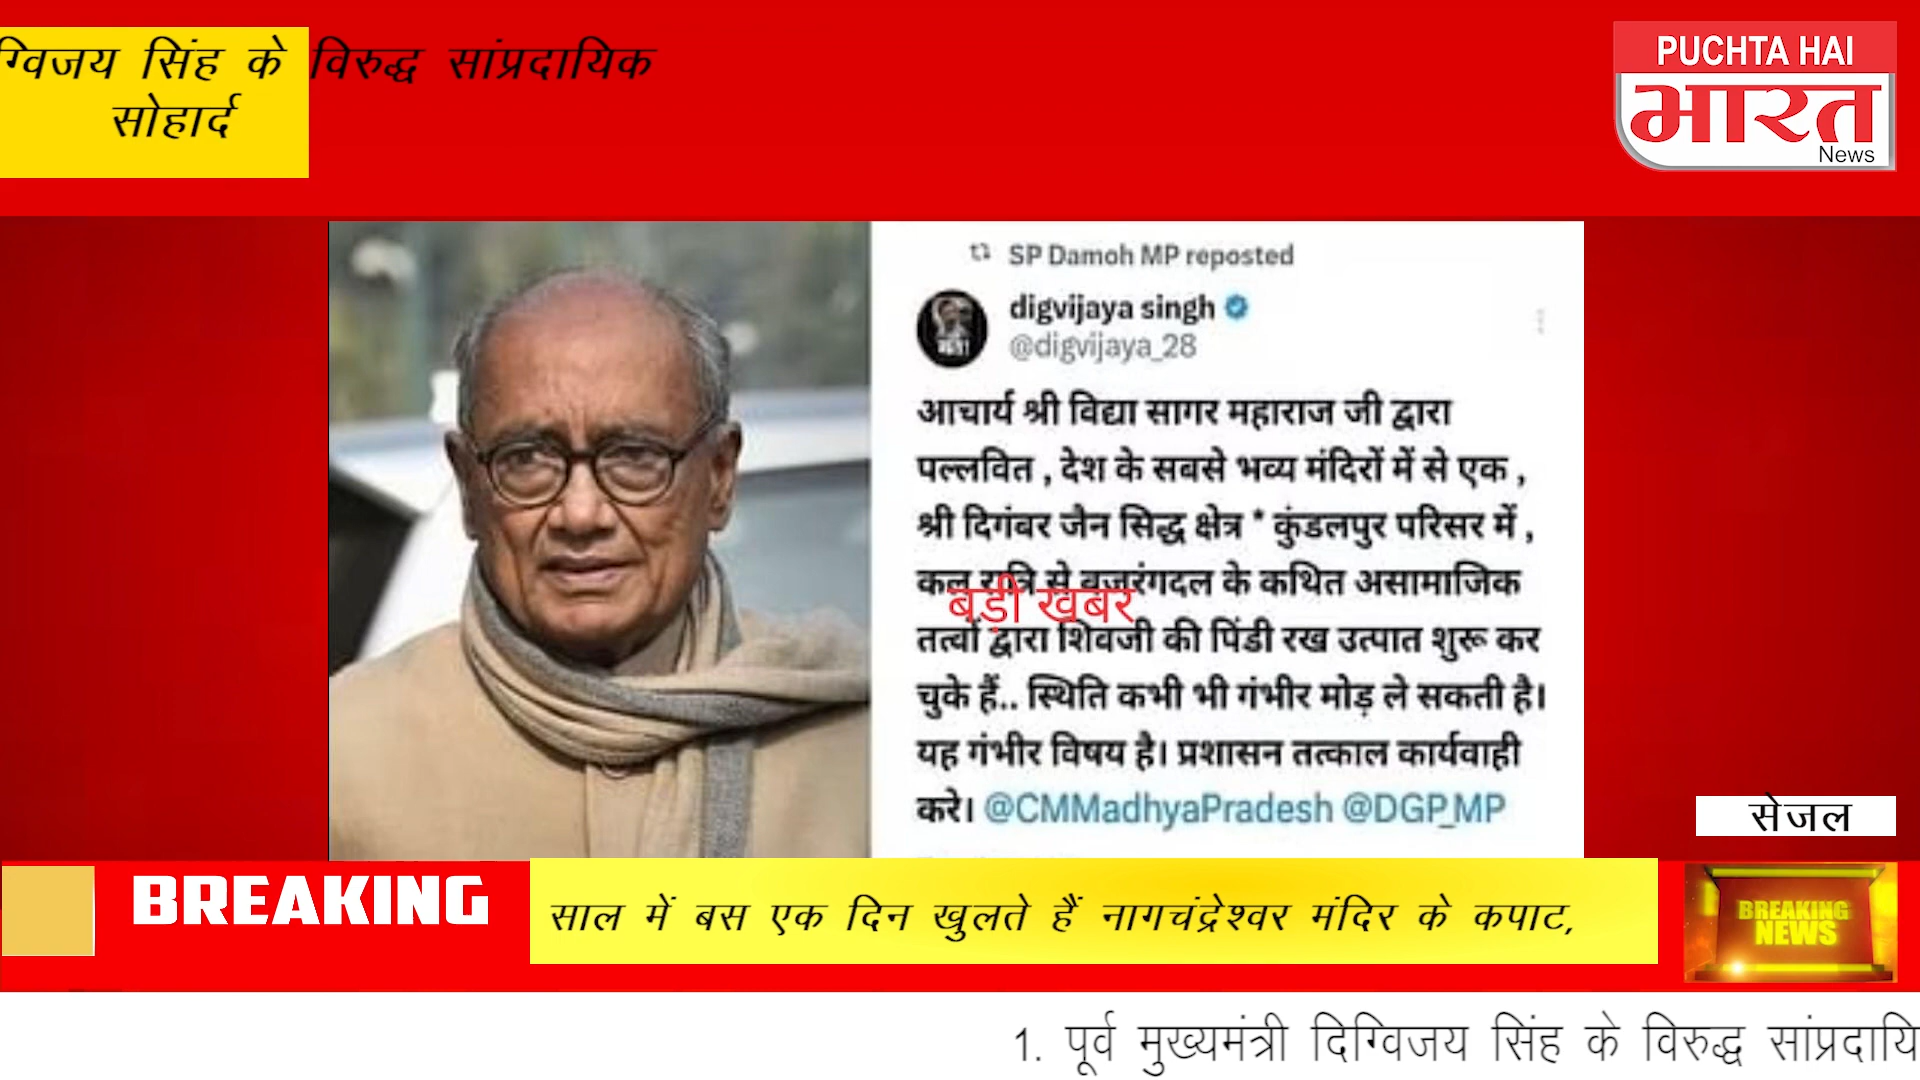 ग्विजय सिंह के विरुद्ध सांप्रदायिक
सोहार्द
PUCHTA HAI
भारत
News
SP Damoh MP reposted
digvijaya singh
@digvijaya_28
आचार्य श्री विद्या सागर महाराज जी द्वारा
पल्लवित , देश के सबसे भव्य मंदिरों में से एक ,
श्री दिगंबर जैन सिद्ध क्षेत्र * कुंडलपुर परिसर में ,
कल रात्रि से बजरंगदल के कथित असामाजिक
बड़ी खबर
तत्वों द्वारा शिवजी की पिंडी रख उत्पात शुरू कर
चुके हैं.. स्थिति कभी भी गंभीर मोड़ ले सकती है।
यह गंभीर विषय है। प्रशासन तत्काल कार्यवाही
करे। @CMMadhyaPradesh @DGP_MP
सेजल
BREAKING
साल में बस एक दिन खुलते हैं नागचंद्रेश्वर मंदिर के कपाट,
BREAKING
NEWS
1. पूर्व मुख्यमंत्री दिग्विजय सिंह के विरुद्ध सांप्रदायि